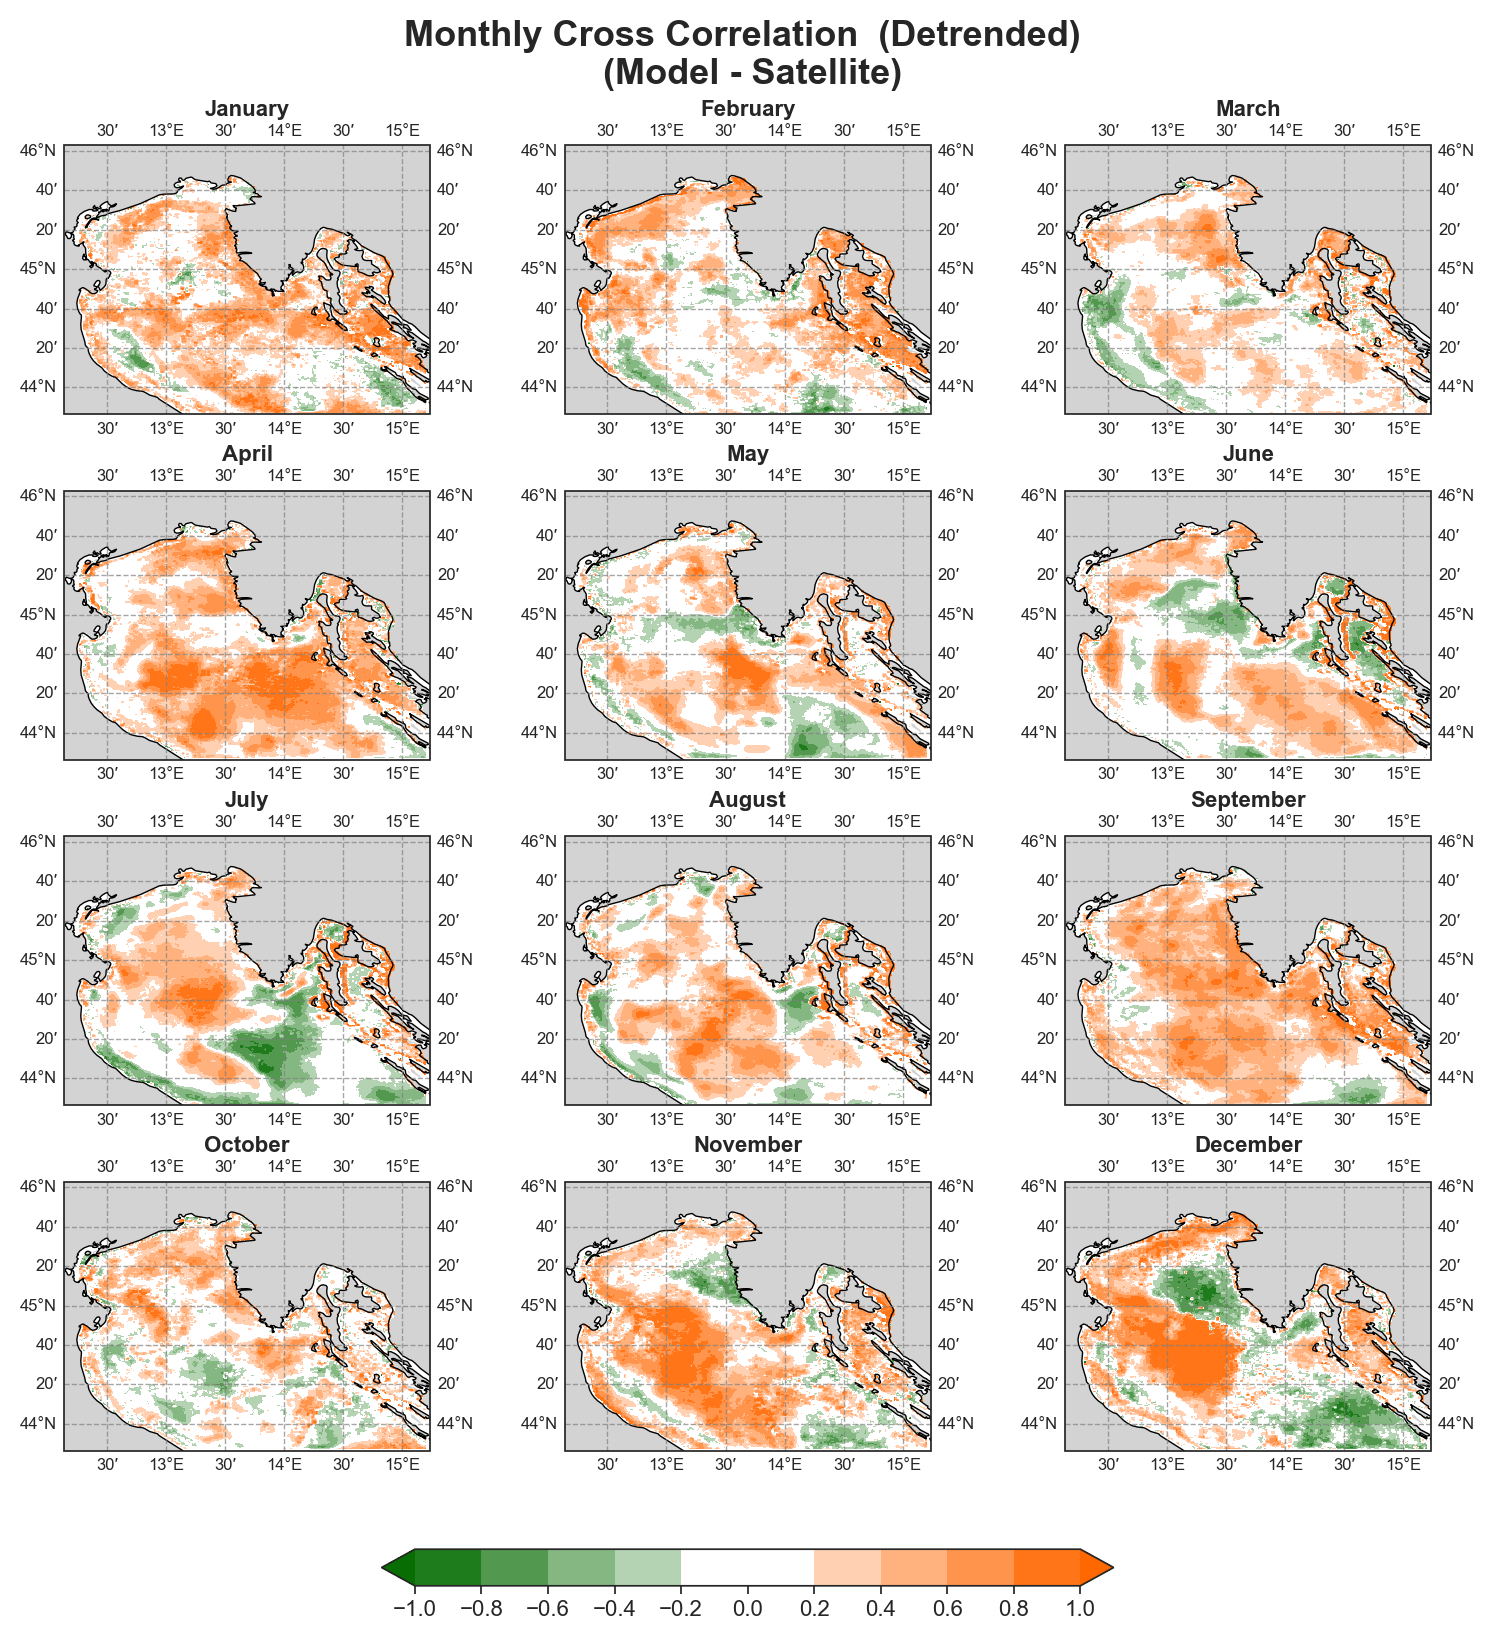 Monthly Cross Correlation (Detrended)
(Model - Satellite)
January February March
30′ 13°E 30′ 14°E 30′ 15°E 30′ 13°E 30′ 14°E 30′ 15°E 30′ 13°E 30′ 14°E 30′ 15°E
46°N 46°N 46°N 46°N 46°N 46°N
40′ 40′ 40′ 40′ 40′ 40′
20′ 20′ 20′ 20′ 20′ 20′
45°N 45°N 45°N 45°N 45°N 45°N
40′ 40′ 40′ 40′ 40′ 40′
20′ 20′ 20′ 20′ 20′ 20′
44°N 44°N 44°N 44°N 44°N 44°N
30′ 13°E 30′ 14°E 30′ 15°E 30′ 13°E 30′ 14°E 30′ 15°E 30′ 13°E 30′ 14°E 30′ 15°E
April May June
30′ 13°E 30′ 14°E 30′ 15°E 30′ 13°E 30′ 14°E 30′ 15°E 30′ 13°E 30′ 14°E 30′ 15°E
46°N 46°N 46°N 46°N 46°N 46°N
40′ 40′ 40′ 40′ 40′ 40′
20′ 20′ 20′ 20′ 20′ 20′
45°N 45°N 45°N 45°N 45°N 45°N
40′ 40′ 40′ 40′ 40′ 40′
20′ 20′ 20′ 20′ 20′ 20′
44°N 44°N 44°N 44°N 44°N 44°N
30′ 13°E 30′ 14°E 30′ 15°E 30′ 13°E 30′ 14°E 30′ 15°E 30′ 13°E 30′ 14°E 30′ 15°E
July August September
30′ 13°E 30′ 14°E 30′ 15°E 30′ 13°E 30′ 14°E 30′ 15°E 30′ 13°E 30′ 14°E 30′ 15°E
46°N 46°N 46°N 46°N 46°N 46°N
40′ 40′ 40′ 40′ 40′ 40′
20′ 20′ 20′ 20′ 20′ 20′
45°N 45°N 45°N 45°N 45°N 45°N
40′ 40′ 40′ 40′ 40′ 40′
20′ 20′ 20′ 20′ 20′ 20′
44°N 44°N 44°N 44°N 44°N 44°N
30′ 13°E 30′ 14°E 30′ 15°E 30′ 13°E 30′ 14°E 30′ 15°E 30′ 13°E 30′ 14°E 30′ 15°E
October November December
30′ 13°E 30′ 14°E 30′ 15°E 30′ 13°E 30′ 14°E 30′ 15°E 30′ 13°E 30′ 14°E 30′ 15°E
46°N 46°N 46°N 46°N 46°N 46°N
40′ 40′ 40′ 40′ 40′ 40′
20′ 20′ 20′ 20′ 20′ 20′
45°N 45°N 45°N 45°N 45°N 45°N
40′ 40′ 40′ 40′ 40′ 40′
20′ 20′ 20′ 20′ 20′ 20′
44°N 44°N 44°N 44°N 44°N 44°N
30′ 13°E 30′ 14°E 30′ 15°E 30′ 13°E 30′ 14°E 30′ 15°E 30′ 13°E 30′ 14°E 30′ 15°E
−1.0 −0.8 −0.6 −0.4 −0.2 0.0 0.2 0.4 0.6 0.8 1.0